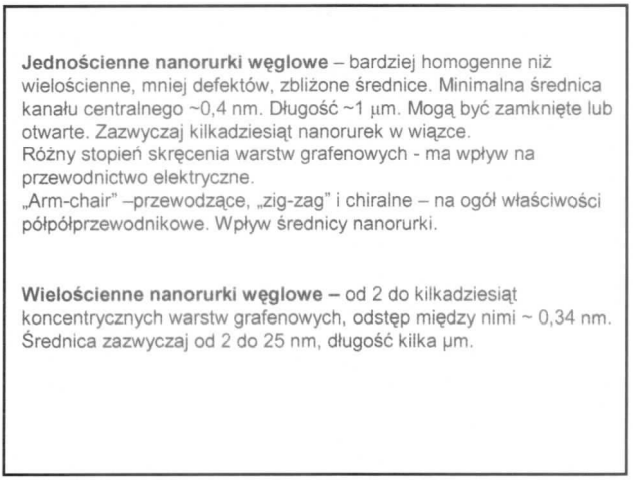 Jednościenne nanorurki węglowe – bardziej homogenne niż
wielościenne, mniej defektów, zbliżone średnice. Minimalna średnica
kanału centralnego ~0,4 nm. Długość ~1 μm. Mogą być zamknięte lub
otwarte. Zazwyczaj kilkadziesiąt nanorurek w wiązce.
Różny stopień skręcenia warstw grafenowych - ma wpływ na
przewodnictwo elektryczne.
„Arm-chair” –przewodzące, „zig-zag” i chiralne – na ogół właściwości
półpółprzewodnikowe. Wpływ średnicy nanorurki.
Wielościenne nanorurki węglowe – od 2 do kilkadziesiąt
koncentrycznych warstw grafenowych, odstęp między nimi ~ 0,34 nm.
Średnica zazwyczaj od 2 do 25 nm, długość kilka μm.